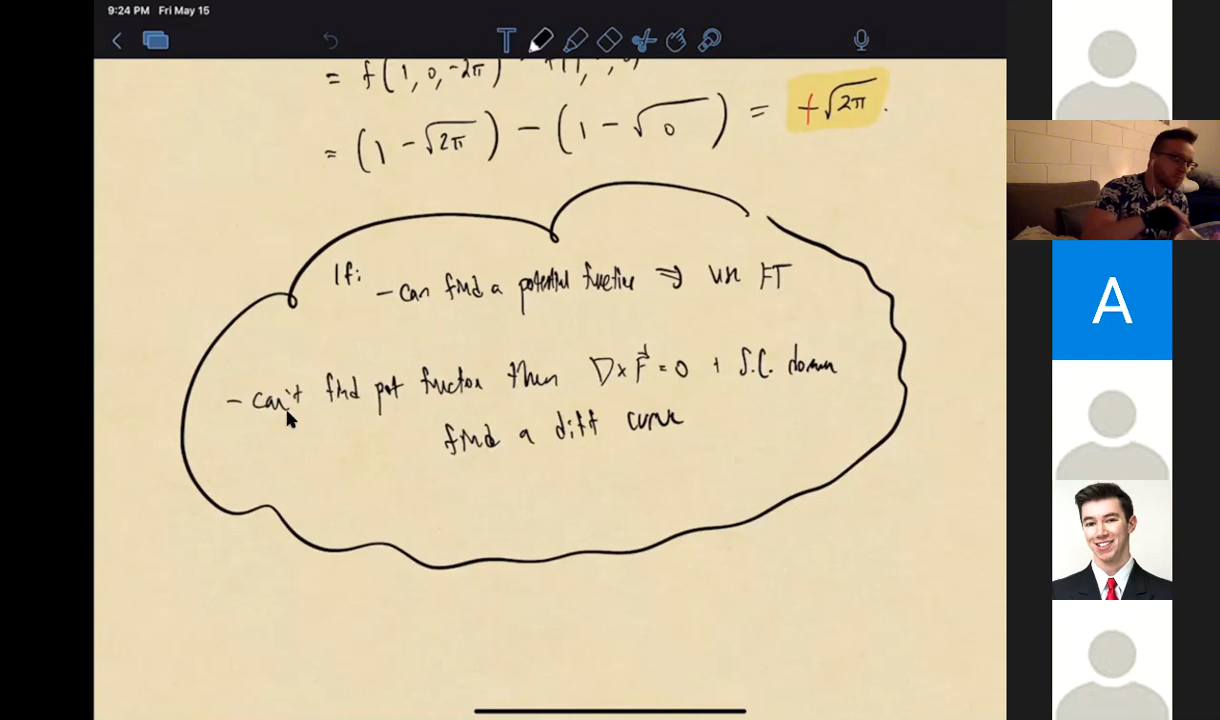 9:24 PM Fri May 15
= f(1, 0, -2π)
= (1 - √2π) - (1 - √0) = +√2π.
If:
- can find a potential function ⇒ use FT
- can't find pot function then ∇×F⃗ = 0 + S.C. domain
find a diff curve
A